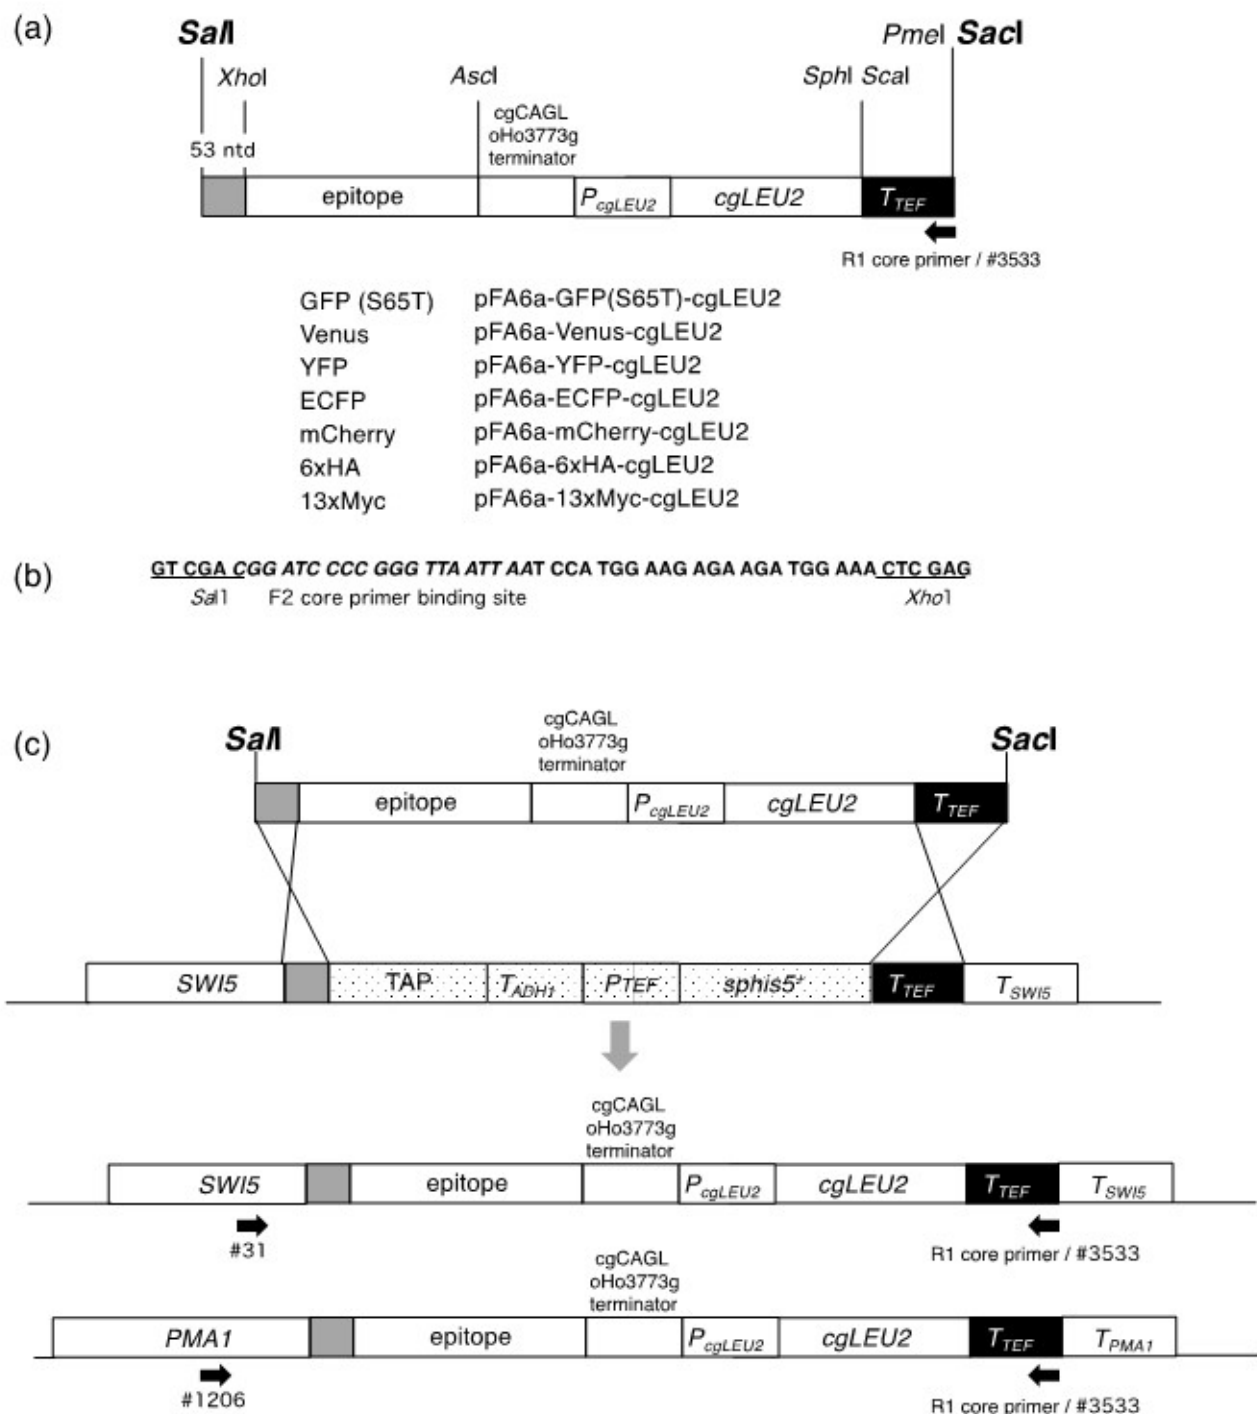 (a)
SalI PmeI SacI
XhoI AscI SphI ScaI
cgCAGL
oHo3773g
terminator
53 ntd
epitope PcgLEU2 cgLEU2 TTEF
R1 core primer / #3533
GFP (S65T) pFA6a-GFP(S65T)-cgLEU2
Venus pFA6a-Venus-cgLEU2
YFP pFA6a-YFP-cgLEU2
ECFP pFA6a-ECFP-cgLEU2
mCherry pFA6a-mCherry-cgLEU2
6xHA pFA6a-6xHA-cgLEU2
13xMyc pFA6a-13xMyc-cgLEU2
(b)
GT CGA CGG ATC CCC GGG TTA ATT AAT CCA TGG AAG AGA AGA TGG AAA CTC GAG
Sal1 F2 core primer binding site Xho1
(c)
cgCAGL
oHo3773g
terminator
SalI SacI
epitope PcgLEU2 cgLEU2 TTEF
SWI5 TAP TADH1 PTEF sphis5+ TTEF TSWI5
cgCAGL
oHo3773g
terminator
SWI5 epitope PcgLEU2 cgLEU2 TTEF TSWI5
#31 R1 core primer / #3533
cgCAGL
oHo3773g
terminator
PMA1 epitope PcgLEU2 cgLEU2 TTEF TPMA1
#1206 R1 core primer / #3533